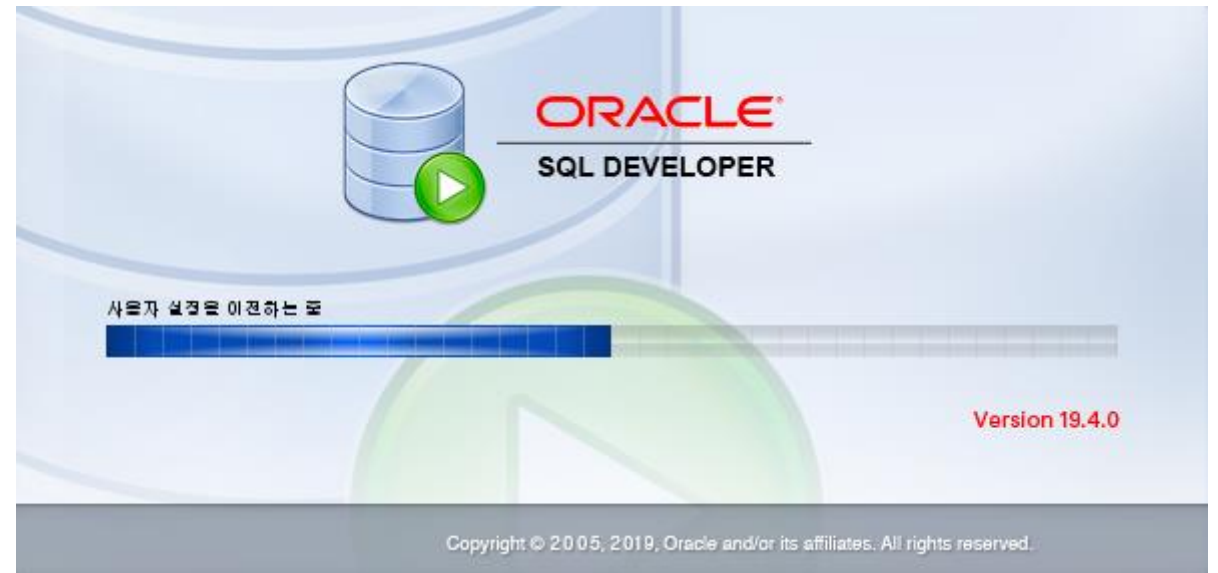 ORACLE®
SQL DEVELOPER
사용자 설정을 이전하는 중
Version 19.4.0
Copyright © 2005, 2019, Oracle and/or its affiliates. All rights reserved.